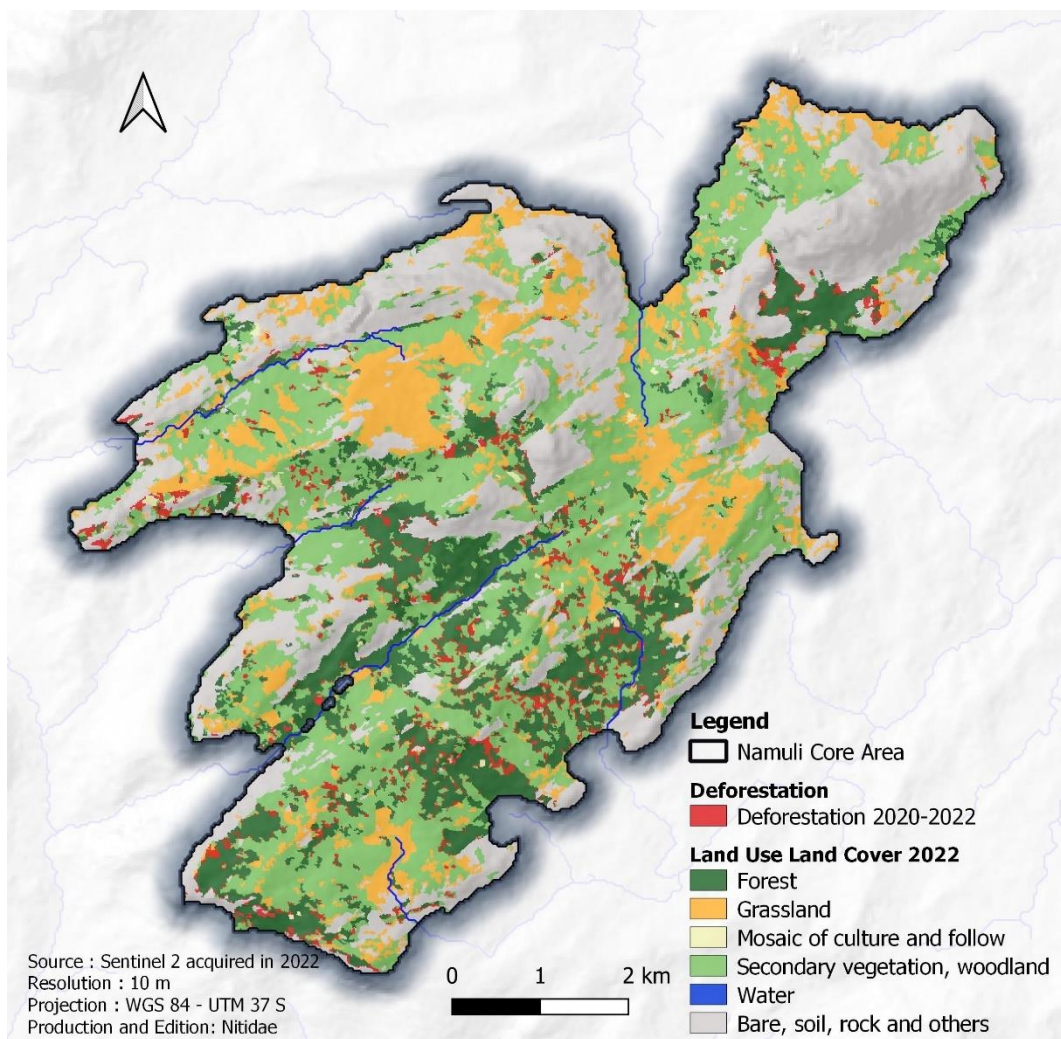 Legend
Namuli Core Area
Deforestation
Deforestation 2020-2022
Land Use Land Cover 2022
Forest
Grassland
Mosaic of culture and follow
Secondary vegetation, woodland
Water
Bare, soil, rock and others
Source : Sentinel 2 acquired in 2022
Resolution : 10 m
Projection : WGS 84 - UTM 37 S
Production and Edition: Nitidae
0 1 2 km